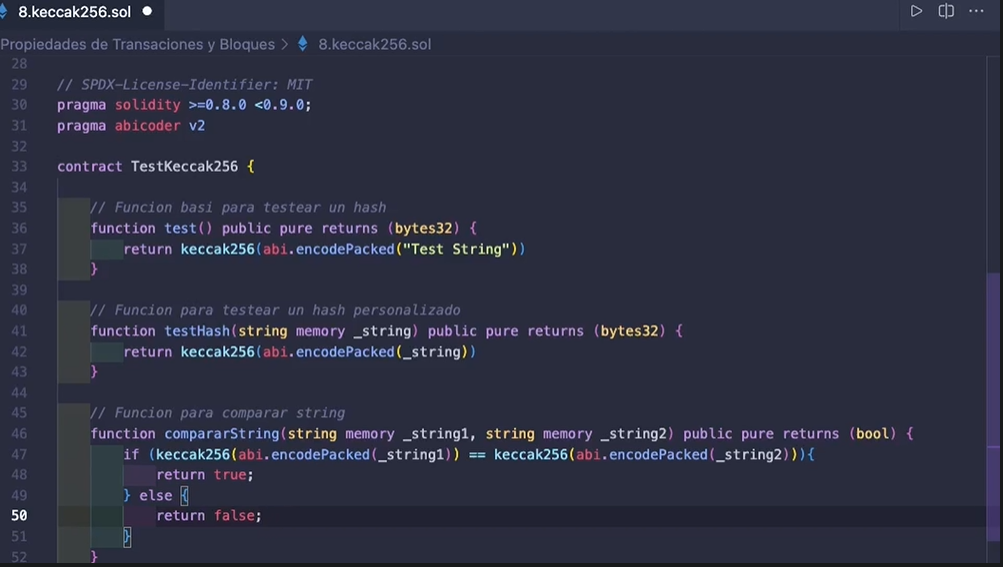 8.keccak256.sol
Propiedades de Transaciones y Bloques > 8.keccak256.sol
28
29 // SPDX-License-Identifier: MIT
30 pragma solidity >=0.8.0 <0.9.0;
31 pragma abicoder v2
32
33 contract TestKeccak256 {
34
35 // Funcion basi para testear un hash
36 function test() public pure returns (bytes32) {
37 return keccak256(abi.encodePacked("Test String"))
38 }
39
40 // Funcion para testear un hash personalizado
41 function testHash(string memory _string) public pure returns (bytes32) {
42 return keccak256(abi.encodePacked(_string))
43 }
44
45 // Funcion para comparar string
46 function compararString(string memory _string1, string memory _string2) public pure returns (bool) {
47 if (keccak256(abi.encodePacked(_string1)) == keccak256(abi.encodePacked(_string2))){
48 return true;
49 } else {
50 return false;
51 }
52 }